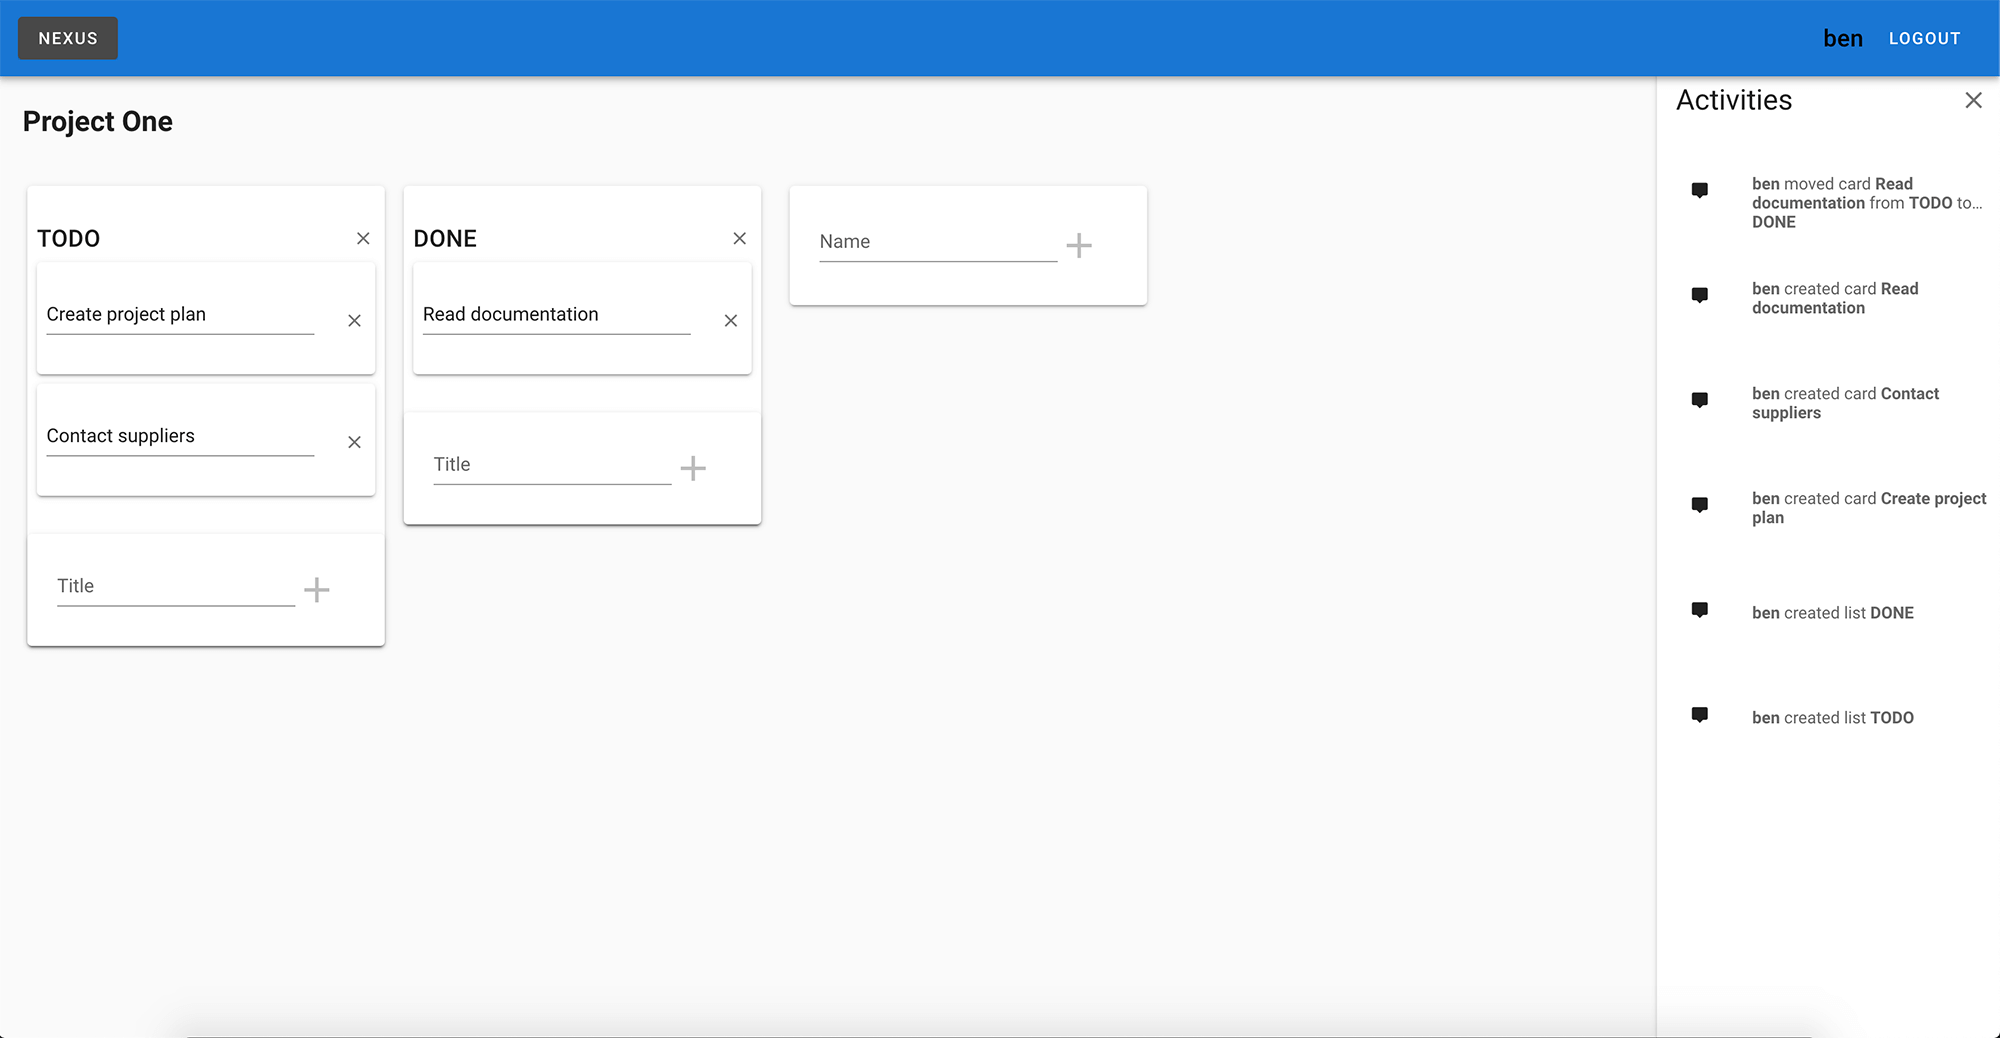 NEXUS
ben LOGOUT
Project One
TODO
Create project plan
Contact suppliers
Title
DONE
Read documentation
Title
Name
Activities
ben moved card Read
documentation from TODO to...
DONE
ben created card Read
documentation
ben created card Contact
suppliers
ben created card Create project
plan
ben created list DONE
ben created list TODO